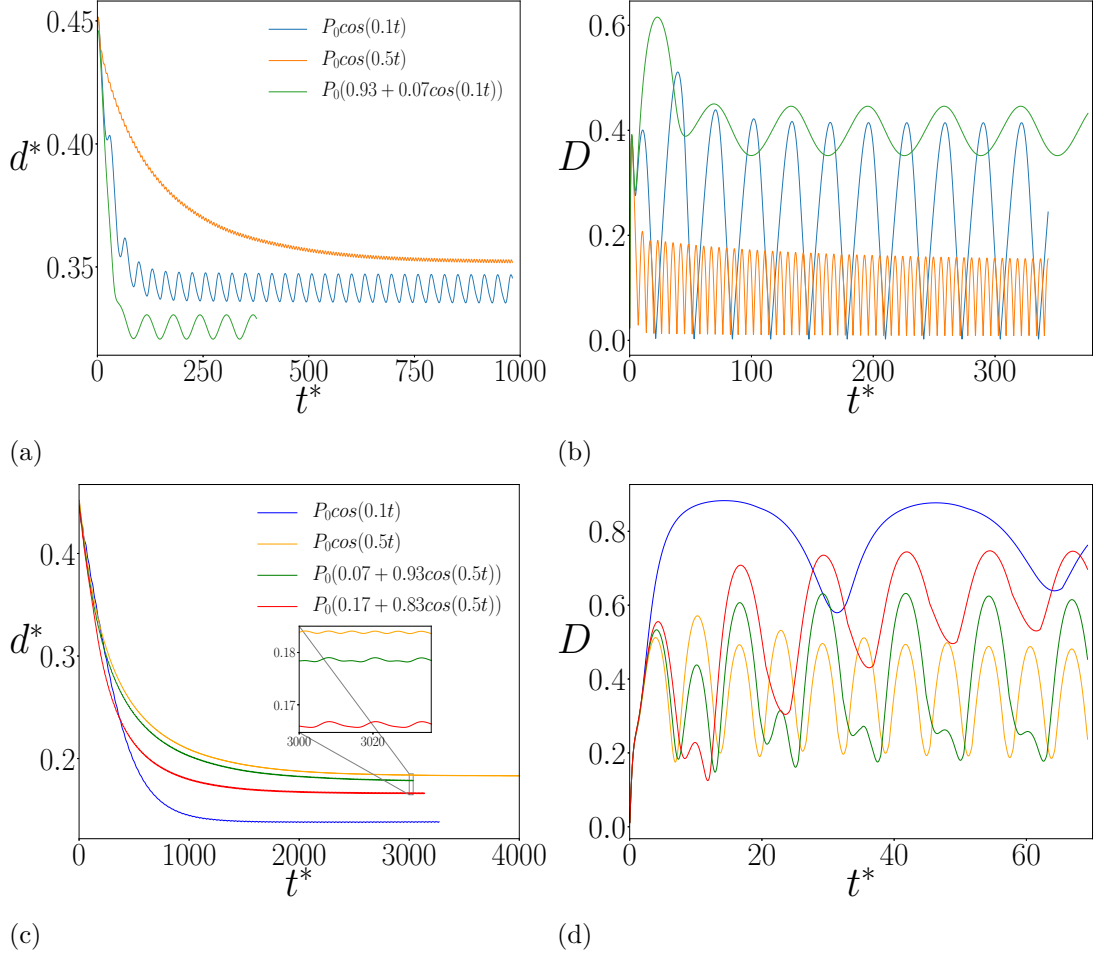 0.45
0.40
0.35
d*
0 250 500 750 1000
t*
P₀cos(0.1t)
P₀cos(0.5t)
P₀(0.93 + 0.07cos(0.1t))
(a)
0.6
0.4
0.2
0.0
D
0 100 200 300
t*
(b)
0.4
0.3
0.2
d*
0 1000 2000 3000 4000
t*
P₀cos(0.1t)
P₀cos(0.5t)
P₀(0.07 + 0.93cos(0.5t))
P₀(0.17 + 0.83cos(0.5t))
0.18
0.17
3000 3020
(c)
0.8
0.6
0.4
0.2
0.0
D
0 20 40 60
t*
(d)